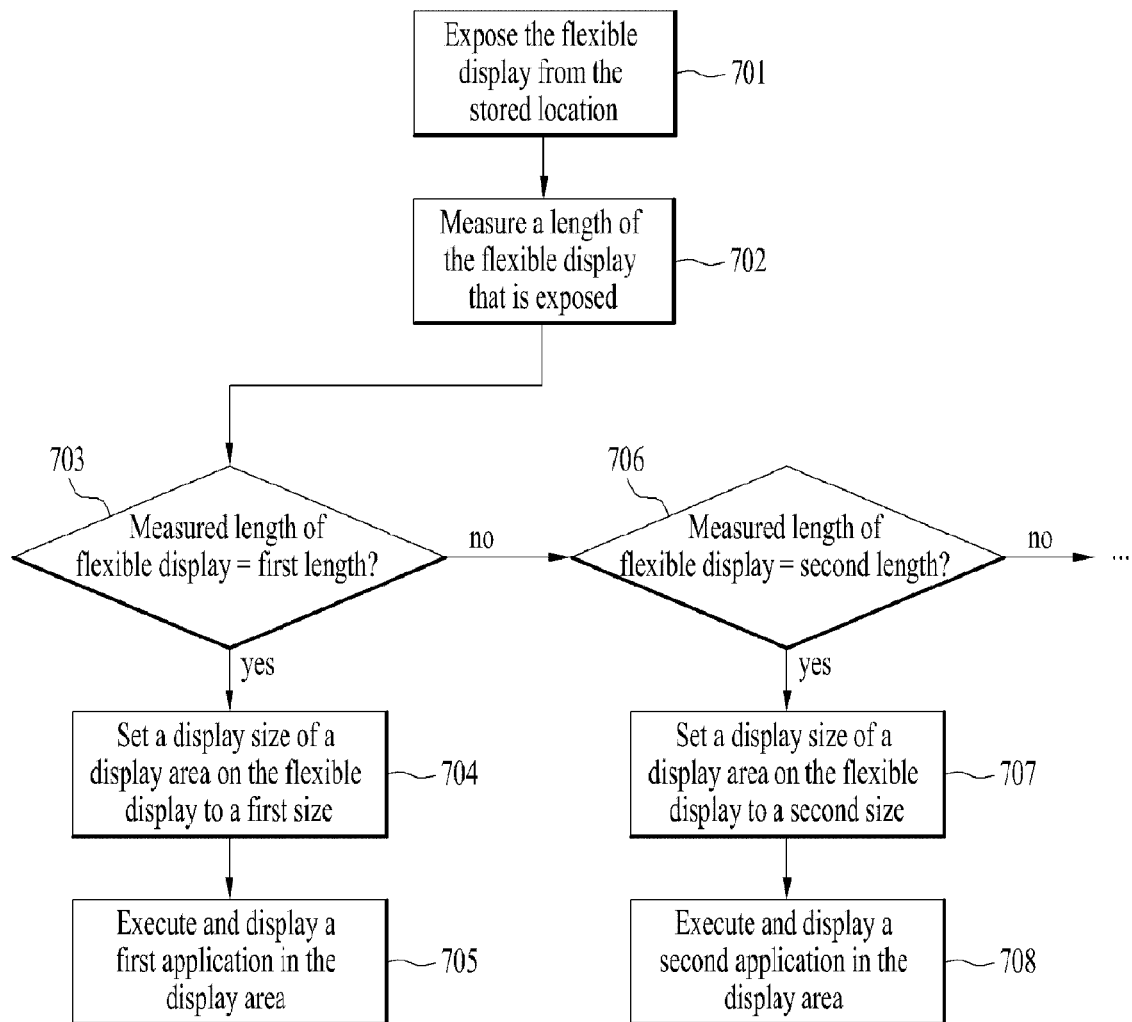 Expose the flexible
display from the
stored location
701
Measure a length of
the flexible display
that is exposed
702
703
Measured length of
flexible display = first length?
no
706
Measured length of
flexible display = second length?
no
...
yes
yes
Set a display size of a
display area on the flexible
display to a first size
704
Set a display size of a
display area on the flexible
display to a second size
707
Execute and display a
first application in the
display area
705
Execute and display a
second application in the
display area
708